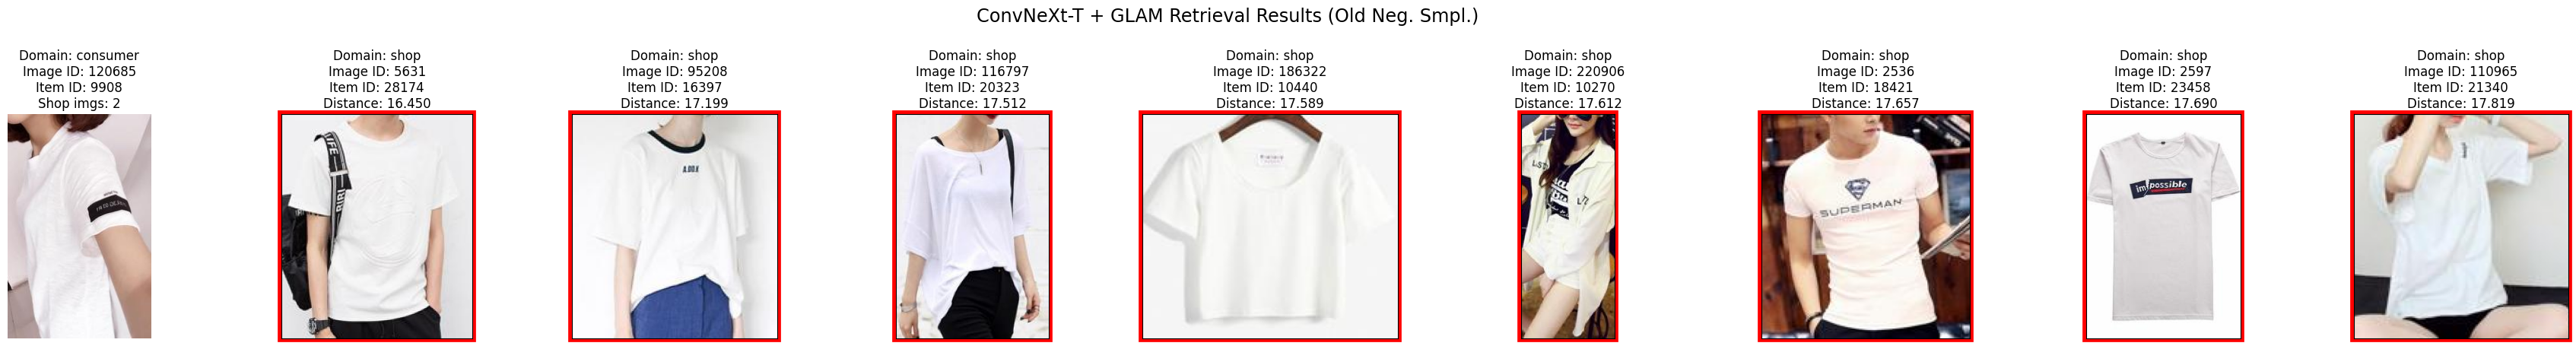 ConvNeXt-T + GLAM Retrieval Results (Old Neg. Smpl.)
Domain: consumer
Image ID: 120685
Item ID: 9908
Shop imgs: 2
Domain: shop
Image ID: 5631
Item ID: 28174
Distance: 16.450
Domain: shop
Image ID: 95208
Item ID: 16397
Distance: 17.199
Domain: shop
Image ID: 116797
Item ID: 20323
Distance: 17.512
Domain: shop
Image ID: 186322
Item ID: 10440
Distance: 17.589
Domain: shop
Image ID: 220906
Item ID: 10270
Distance: 17.612
Domain: shop
Image ID: 2536
Item ID: 18421
Distance: 17.657
Domain: shop
Image ID: 2597
Item ID: 23458
Distance: 17.690
Domain: shop
Image ID: 110965
Item ID: 21340
Distance: 17.819
SUPERMAN
impossible